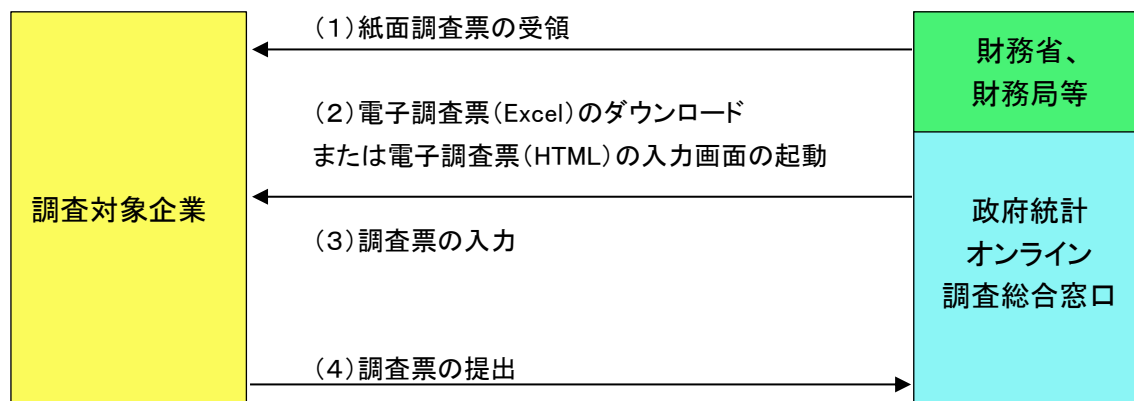 調査対象企業
(1)紙面調査票の受領
(2)電子調査票(Excel)のダウンロード
または電子調査票(HTML)の入力画面の起動
(3)調査票の入力
(4)調査票の提出
財務省、
財務局等
政府統計
オンライン
調査総合窓口